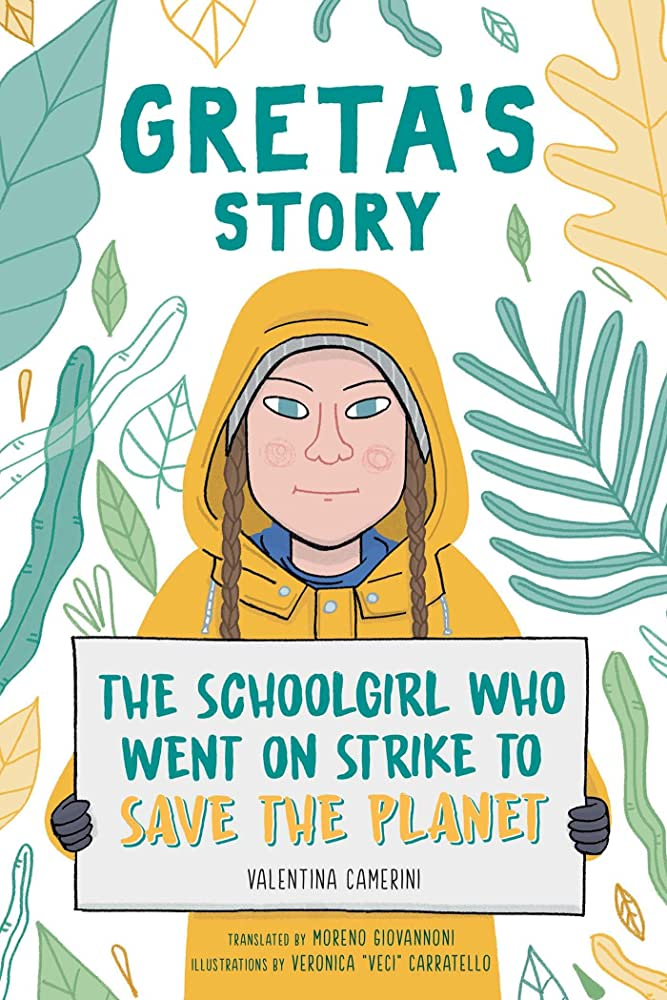 GRETA'S
STORY
THE SCHOOLGIRL WHO
WENT ON STRIKE TO
SAVE THE PLANET
VALENTINA CAMERINI
TRANSLATED BY MORENO GIOVANNONI
ILLUSTRATIONS BY VERONICA "VECI" CARRATELLO